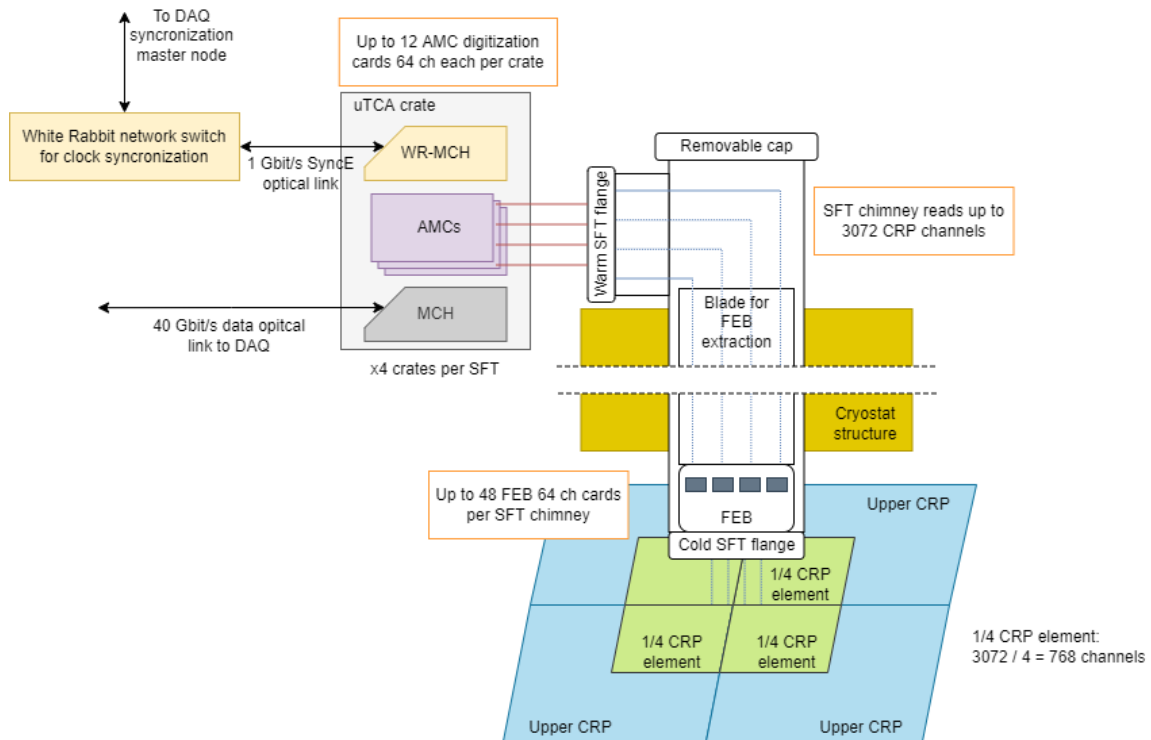 To DAQ
syncronization
master node
Up to 12 AMC digitization
cards 64 ch each per crate
uTCA crate
White Rabbit network switch
for clock syncronization
1 Gbit/s SyncE
optical link
WR-MCH
AMCs
MCH
40 Gbit/s data opitcal
link to DAQ
x4 crates per SFT
Removable cap
Warm SFT flange
SFT chimney reads up to
3072 CRP channels
Blade for
FEB
extraction
Cryostat
structure
Up to 48 FEB 64 ch cards
per SFT chimney
FEB
Upper CRP
Cold SFT flange
1/4 CRP
element
1/4 CRP
element
1/4 CRP
element
1/4 CRP element:
3072 / 4 = 768 channels
Upper CRP
Upper CRP